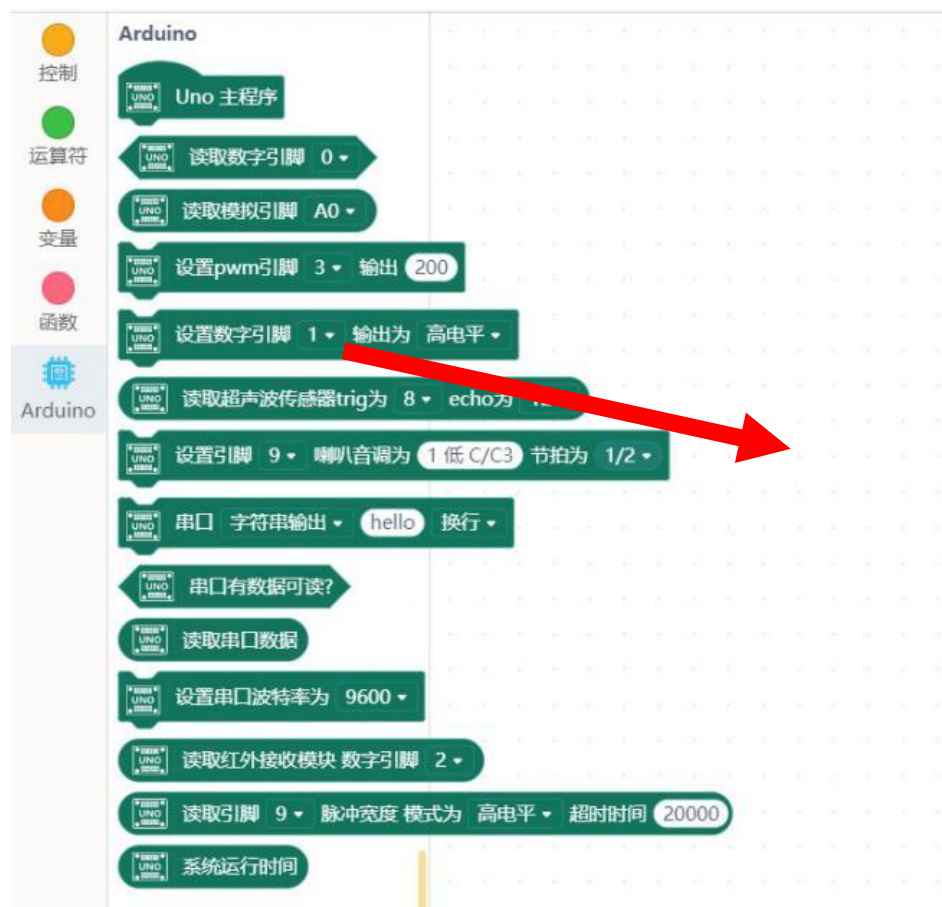 Arduino
控制
运算符
变量
函数
Arduino
UNO Uno 主程序
UNO 读取数字引脚 0
UNO 读取模拟引脚 A0
UNO 设置pwm引脚 3 输出 200
UNO 设置数字引脚 1 输出为 高电平
UNO 读取超声波传感器trig为 8 echo为
UNO 设置引脚 9 喇叭音调为 1 低 C/C3 节拍为 1/2
UNO 串口 字符串输出 hello 换行
UNO 串口有数据可读?
UNO 读取串口数据
UNO 设置串口波特率为 9600
UNO 读取红外接收模块 数字引脚 2
UNO 读取引脚 9 脉冲宽度 模式为 高电平 超时时间 20000
UNO 系统运行时间